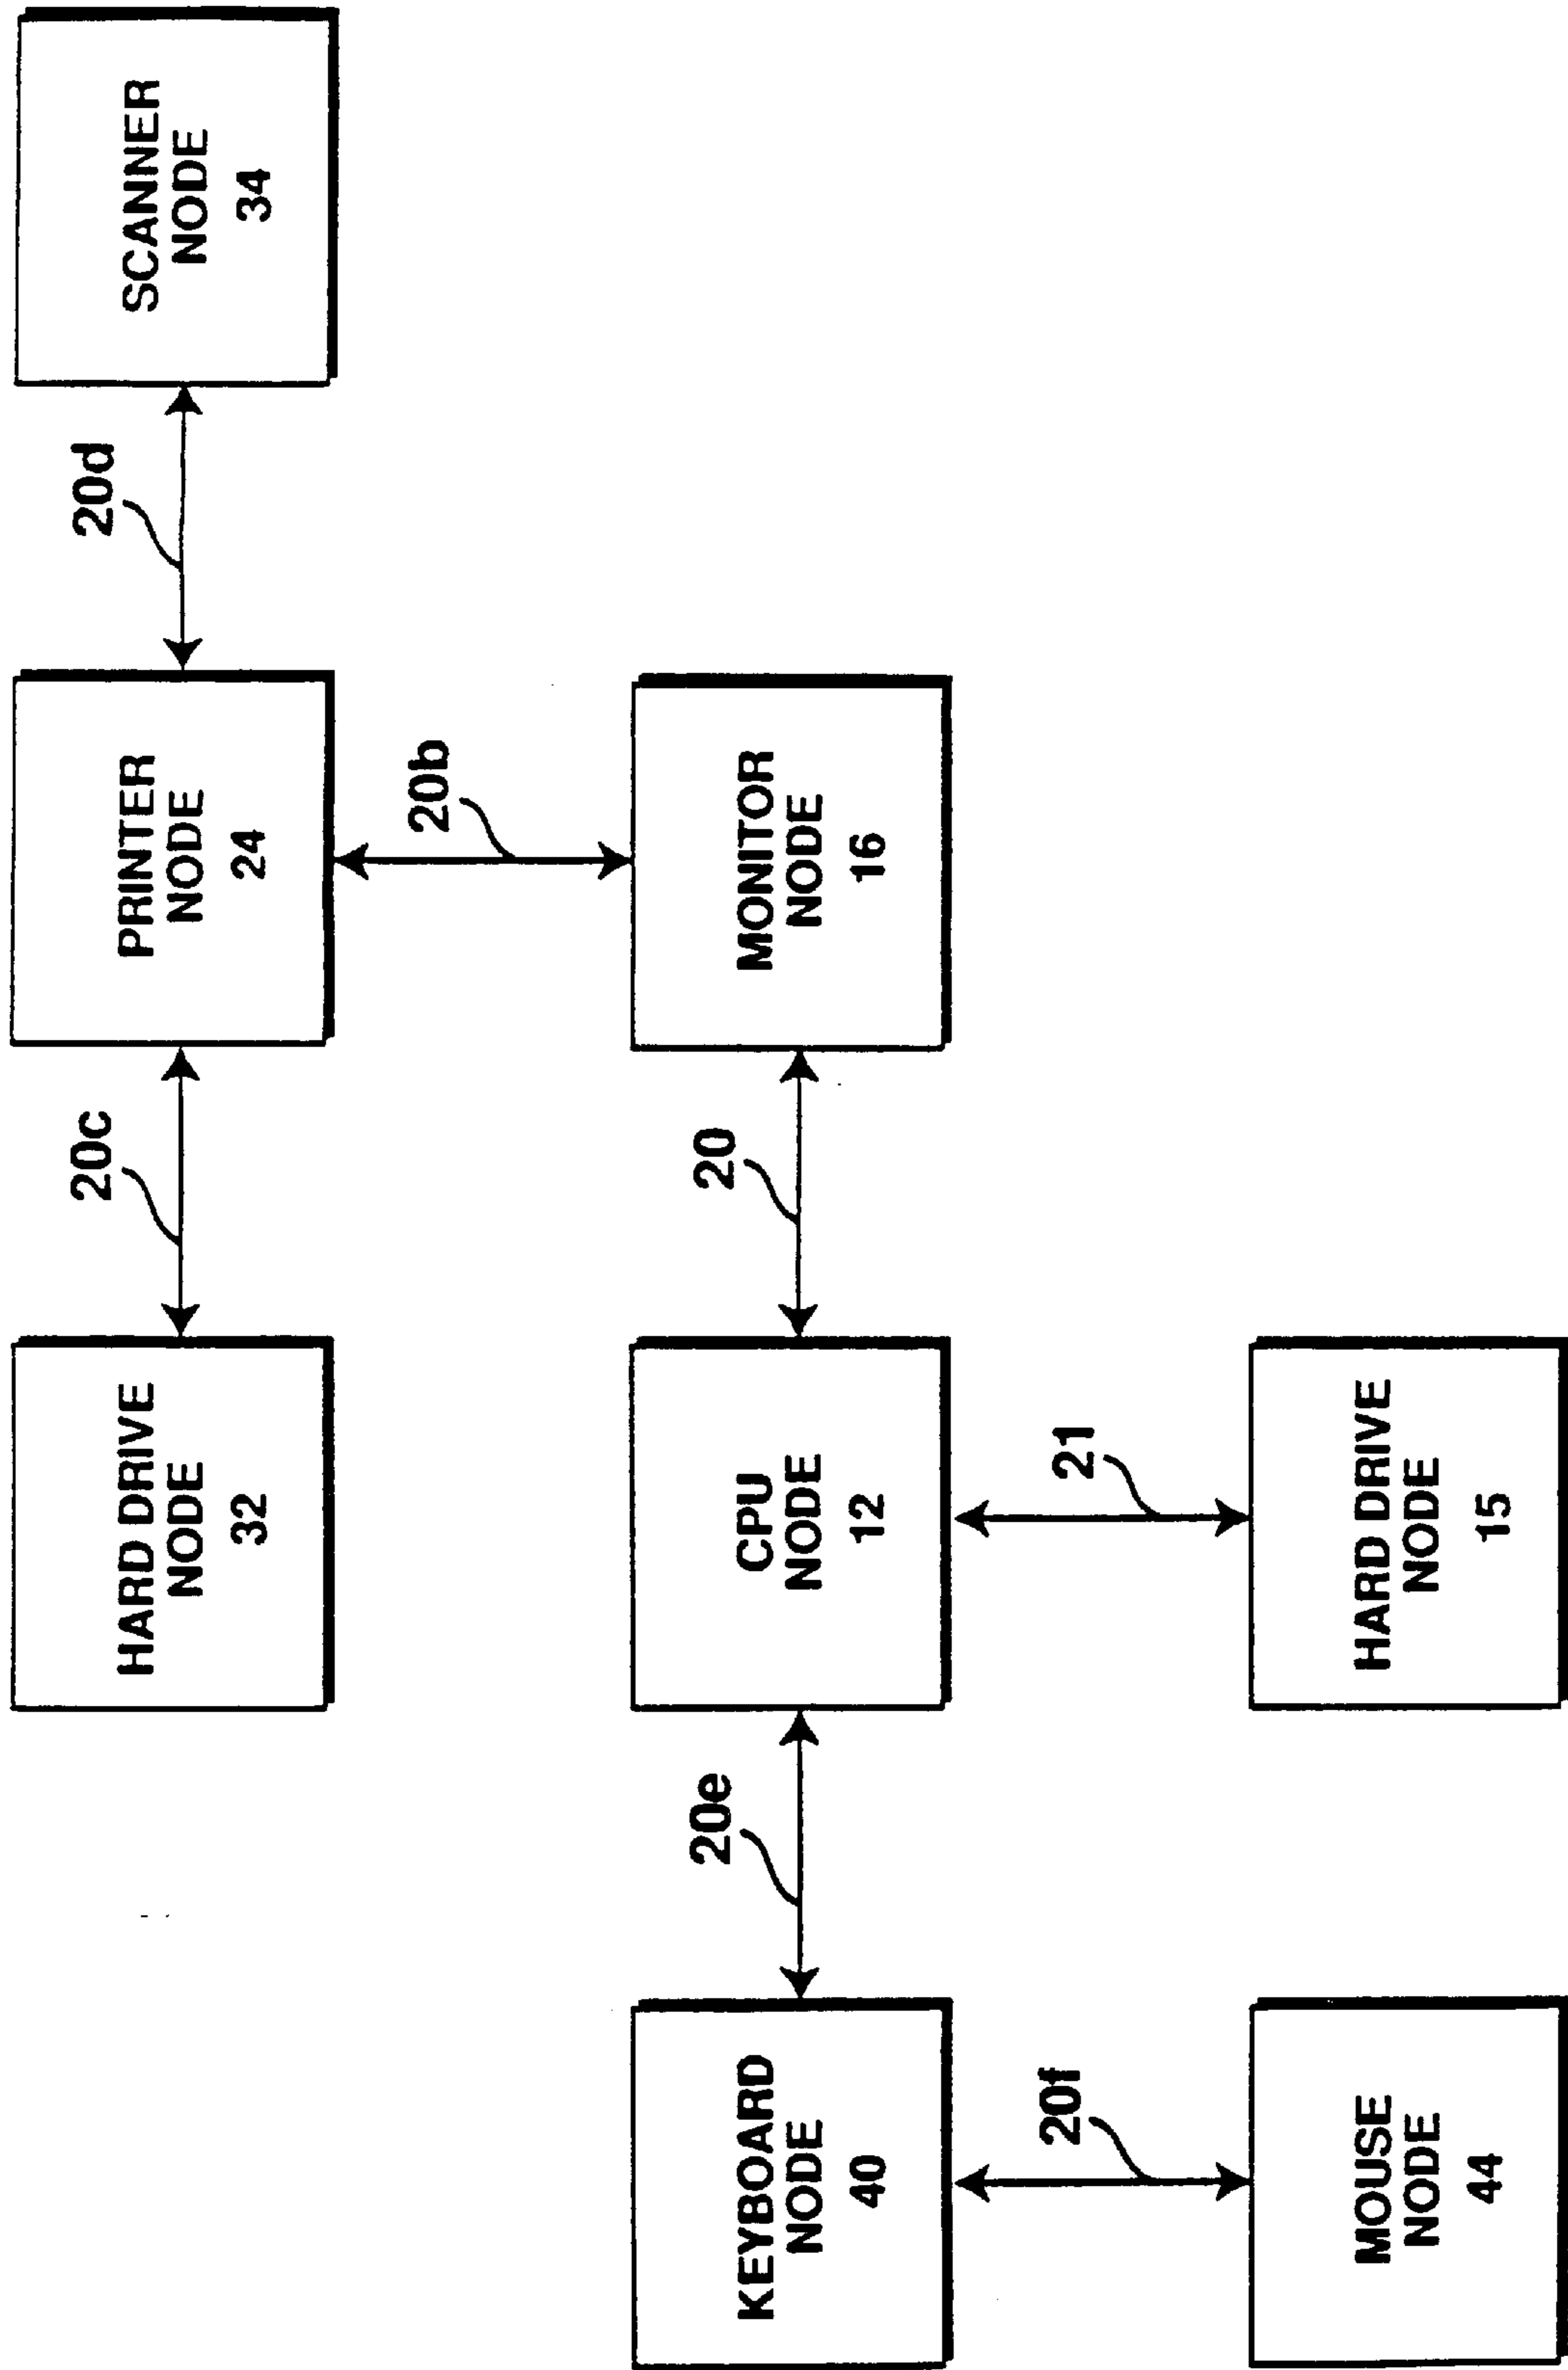 HARD DRIVE
NODE
32
20c
PRINTER
NODE
24
20d
SCANNER
NODE
34
20b
KEYBOARD
NODE
40
20e
CPU
NODE
12
20
MONITOR
NODE
16
20f
21
MOUSE
NODE
44
HARD DRIVE
NODE
15